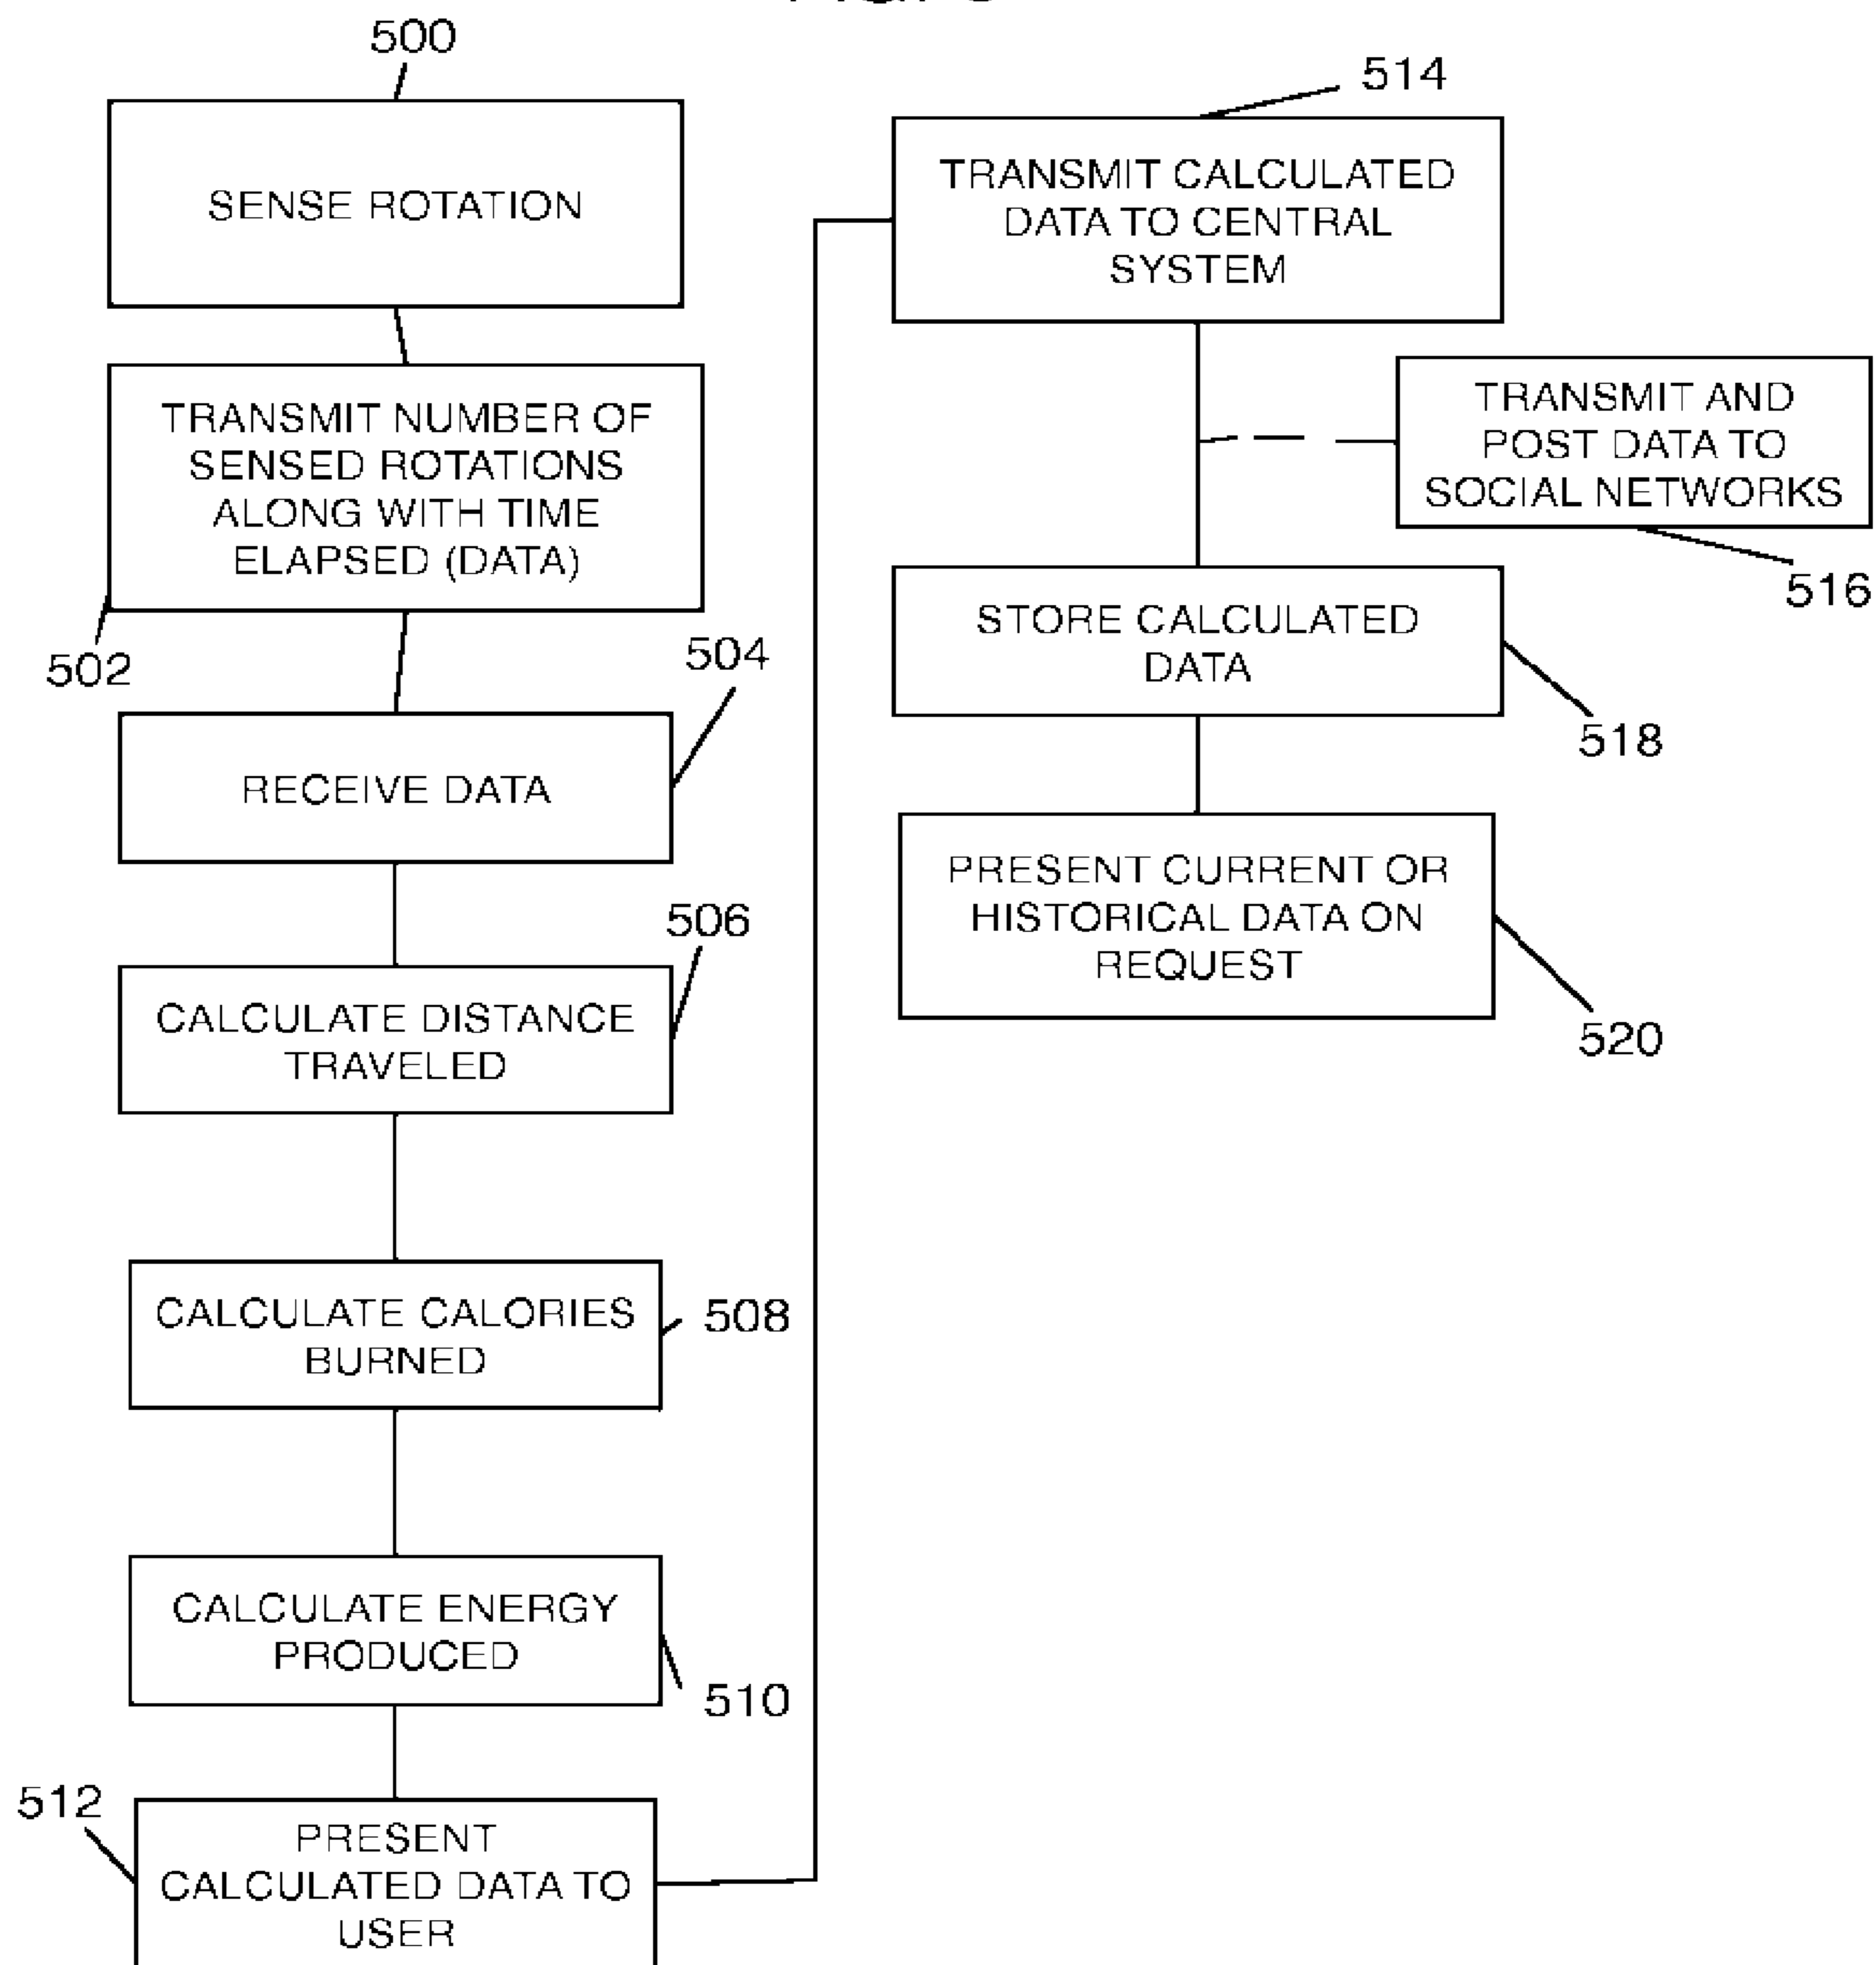 500
SENSE ROTATION
TRANSMIT NUMBER OF
SENSED ROTATIONS
ALONG WITH TIME
ELAPSED (DATA)
502
504
RECEIVE DATA
506
CALCULATE DISTANCE
TRAVELED
CALCULATE CALORIES
BURNED
508
CALCULATE ENERGY
PRODUCED
510
512
PRESENT
CALCULATED DATA TO
USER
514
TRANSMIT CALCULATED
DATA TO CENTRAL
SYSTEM
TRANSMIT AND
POST DATA TO
SOCIAL NETWORKS
516
STORE CALCULATED
DATA
518
PRESENT CURRENT OR
HISTORICAL DATA ON
REQUEST
520